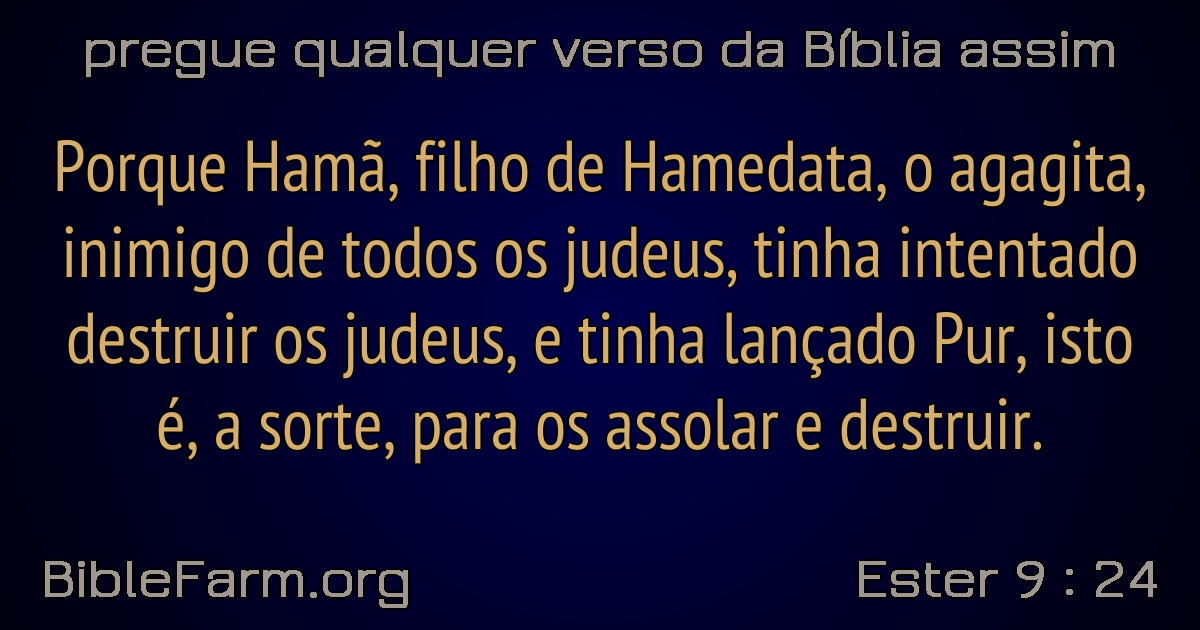 pregue qualquer verso da Bíblia assim
Porque Hamã, filho de Hamedata, o agagita,
inimigo de todos os judeus, tinha intentado
destruir os judeus, e tinha lançado Pur, isto
é, a sorte, para os assolar e destruir.
BibleFarm.org
Ester 9 : 24